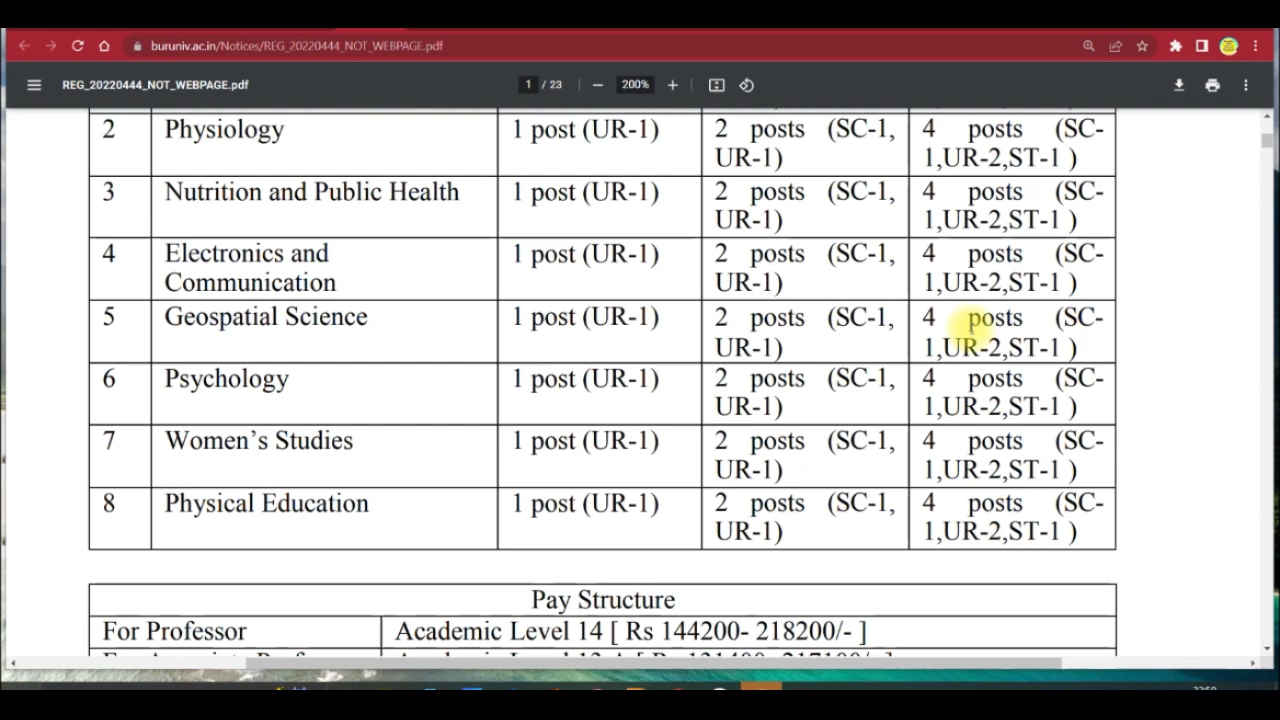 buruniv.ac.in/Notices/REG_20220444_NOT_WEBPAGE.pdf
REG_20220444_NOT_WEBPAGE.pdf 1 / 23 200%
2 Physiology 1 post (UR-1) 2 posts (SC-1, UR-1) 4 posts (SC-1,UR-2,ST-1 )
3 Nutrition and Public Health 1 post (UR-1) 2 posts (SC-1, UR-1) 4 posts (SC-1,UR-2,ST-1 )
4 Electronics and Communication 1 post (UR-1) 2 posts (SC-1, UR-1) 4 posts (SC-1,UR-2,ST-1 )
5 Geospatial Science 1 post (UR-1) 2 posts (SC-1, UR-1) 4 posts (SC-1,UR-2,ST-1 )
6 Psychology 1 post (UR-1) 2 posts (SC-1, UR-1) 4 posts (SC-1,UR-2,ST-1 )
7 Women’s Studies 1 post (UR-1) 2 posts (SC-1, UR-1) 4 posts (SC-1,UR-2,ST-1 )
8 Physical Education 1 post (UR-1) 2 posts (SC-1, UR-1) 4 posts (SC-1,UR-2,ST-1 )
Pay Structure
For Professor Academic Level 14 [ Rs 144200- 218200/- ]